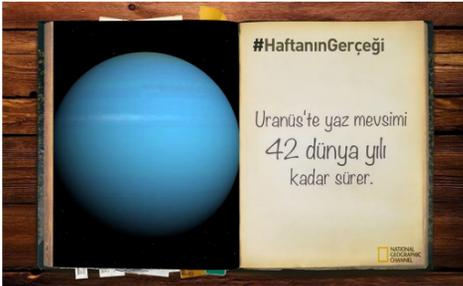 #HaftanınGerçeği
Uranüs'te yaz mevsimi
42 dünya yılı
kadar sürer.
NATIONAL
GEOGRAPHIC
CHANNEL